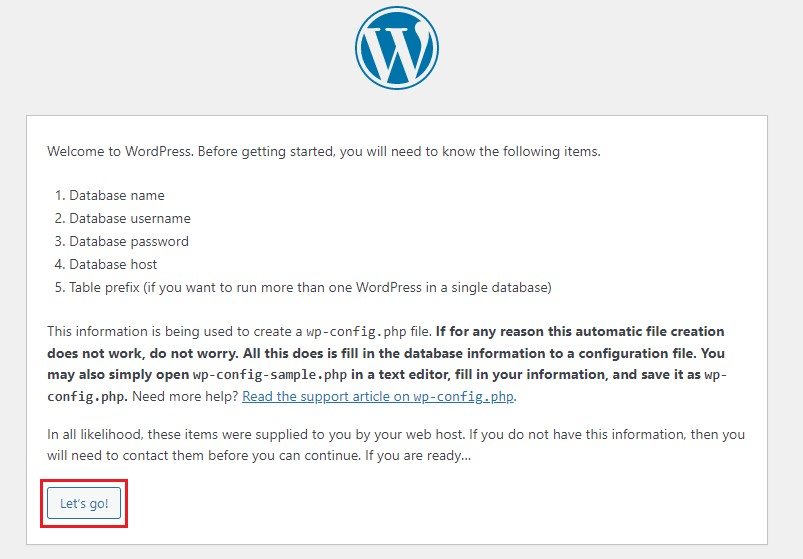 Welcome to WordPress. Before getting started, you will need to know the following items.
1. Database name
2. Database username
3. Database password
4. Database host
5. Table prefix (if you want to run more than one WordPress in a single database)
This information is being used to create a wp-config.php file. If for any reason this automatic file creation
does not work, do not worry. All this does is fill in the database information to a configuration file. You
may also simply open wp-config-sample.php in a text editor, fill in your information, and save it as wp-
config.php. Need more help? Read the support article on wp-config.php.
In all likelihood, these items were supplied to you by your web host. If you do not have this information, then you
will need to contact them before you can continue. If you are ready…
Let's go!